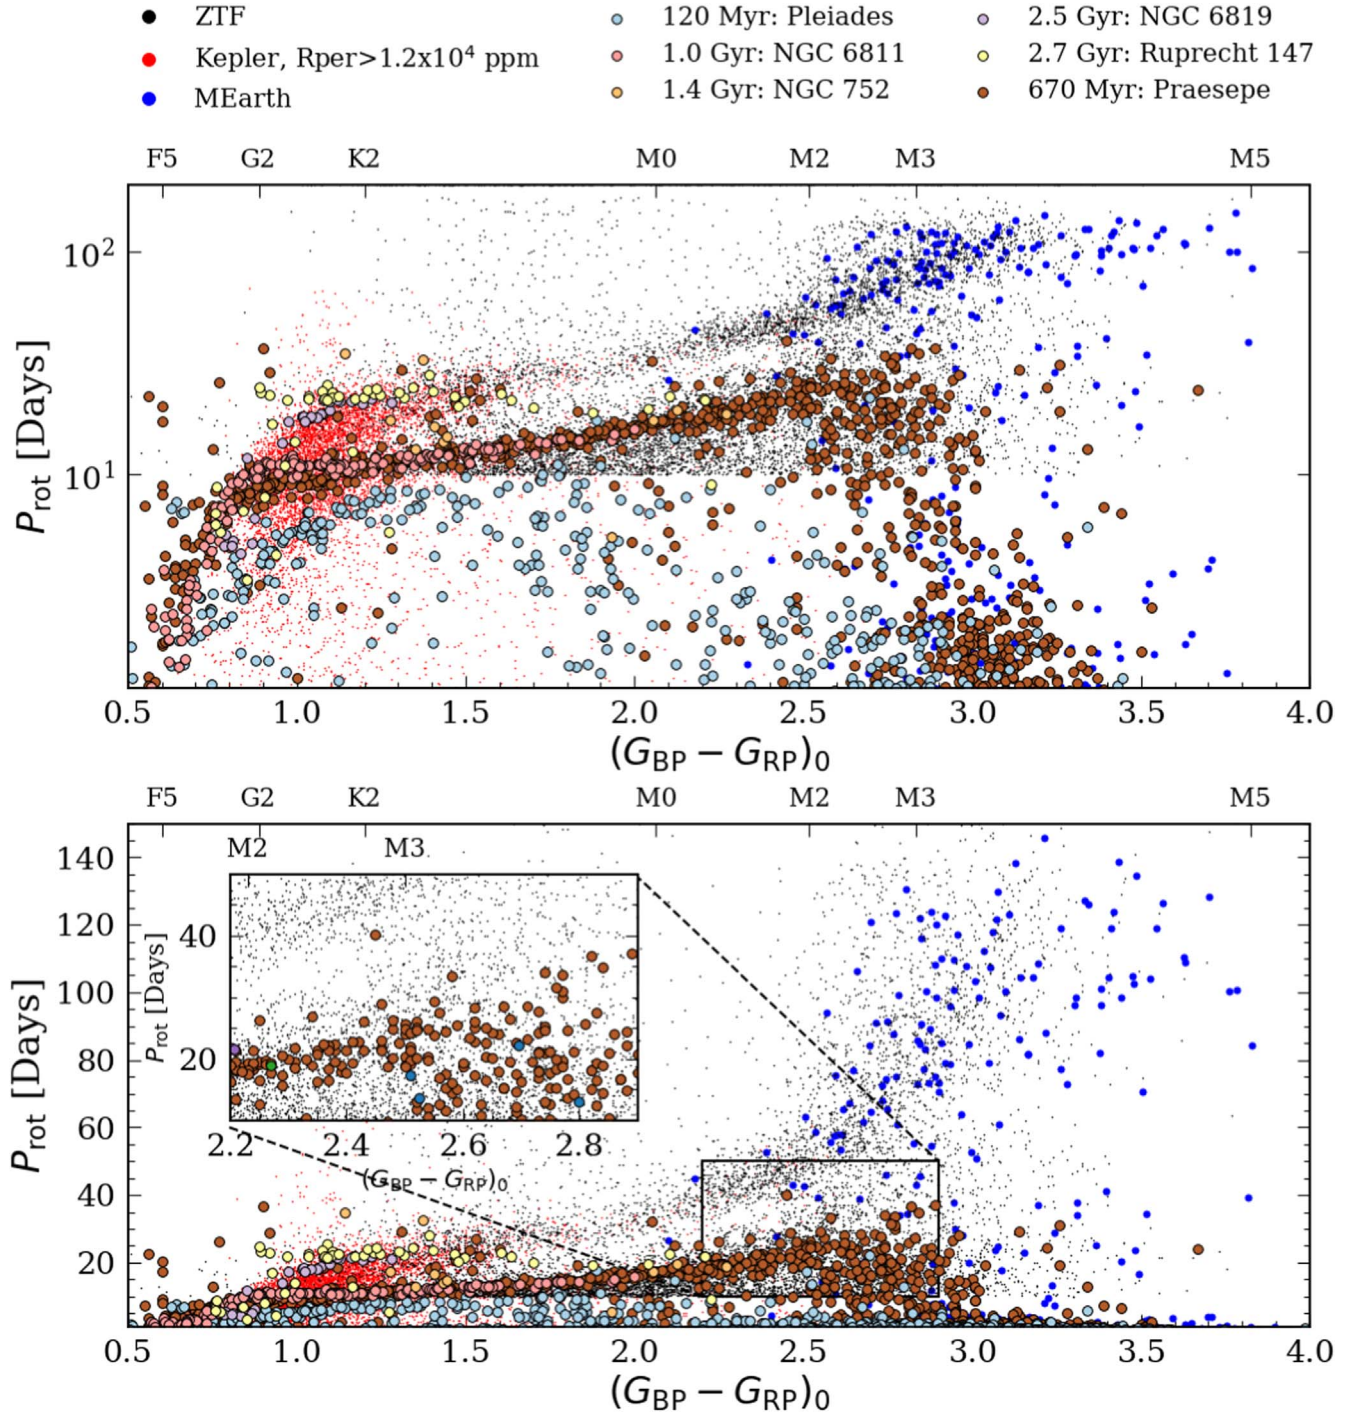 ZTF
Kepler, Rper>1.2x10⁴ ppm
MEarth
120 Myr: Pleiades
1.0 Gyr: NGC 6811
1.4 Gyr: NGC 752
2.5 Gyr: NGC 6819
2.7 Gyr: Ruprecht 147
670 Myr: Praesepe
F5 G2 K2 M0 M2 M3 M5
10²
10¹
P_rot [Days]
0.5 1.0 1.5 2.0 2.5 3.0 3.5 4.0
(G_BP − G_RP)₀
F5 G2 K2 M0 M2 M3 M5
140
120
100
80
60
40
20
P_rot [Days]
M2 M3
40
20
P_rot [Days]
2.2 2.4 2.6 2.8
(G_BP − G_RP)₀
0.5 1.0 1.5 2.0 2.5 3.0 3.5 4.0
(G_BP − G_RP)₀